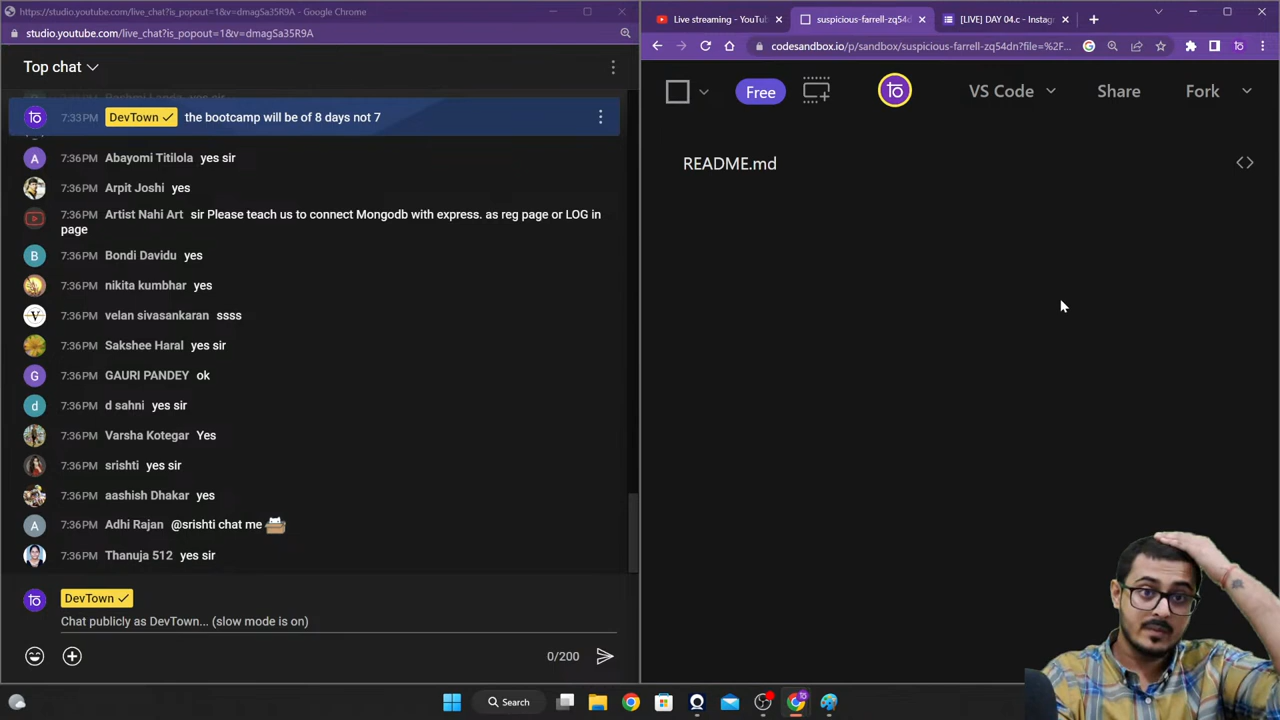 https://studio.youtube.com/live_chat?is_popout=1&v=dmagSa35R9A - Google Chrome
studio.youtube.com/live_chat?is_popout=1&v=dmagSa35R9A
Top chat
7:33PM DevTown the bootcamp will be of 8 days not 7
A 7:36PM Abayomi Titilola yes sir
7:36PM Arpit Joshi yes
7:36PM Artist Nahi Art sir Please teach us to connect Mongodb with express. as reg page or LOG in
page
B 7:36PM Bondi Davidu yes
7:36PM nikita kumbhar yes
V 7:36PM velan sivasankaran ssss
7:36PM Sakshee Haral yes sir
G 7:36PM GAURI PANDEY ok
d 7:36PM d sahni yes sir
7:36PM Varsha Kotegar Yes
7:36PM srishti yes sir
7:36PM aashish Dhakar yes
A 7:36PM Adhi Rajan @srishti chat me
7:36PM Thanuja 512 yes sir
DevTown
Chat publicly as DevTown... (slow mode is on)
0/200
Live streaming - YouTu
suspicious-farrell-zq54d
[LIVE] DAY 04.c - Instag
codesandbox.io/p/sandbox/suspicious-farrell-zq54dn?file=%2F...
Free
VS Code
Share
Fork
README.md
<>
Search